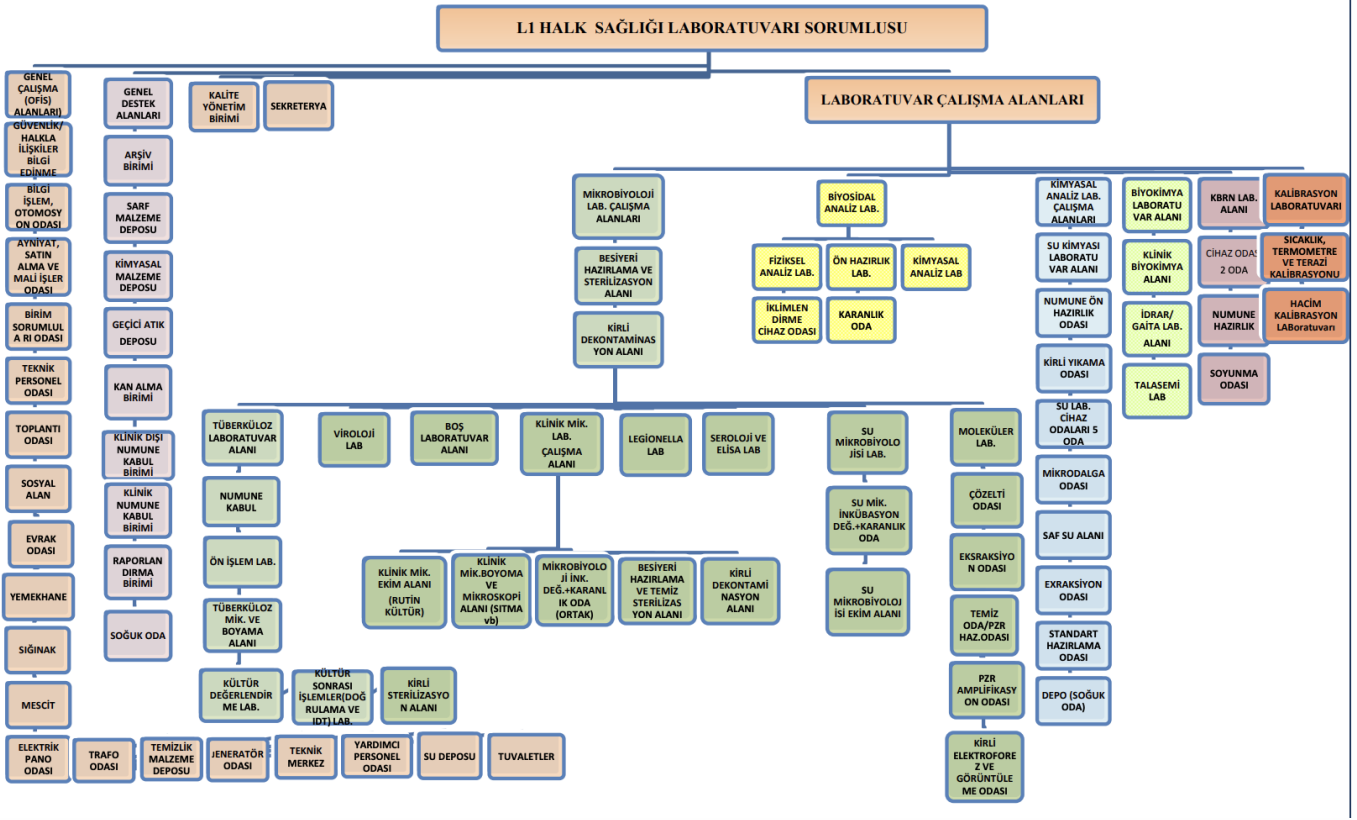 L1 HALK SAĞLIĞI LABORATUVARI SORUMLUSU
GENEL
ÇALIŞMA
(OFİS)
ALANLARI)
GÜVENLİK/
HALKLA
İLİŞKİLER
BİLGİ
EDİNME
BİLGİ
İŞLEM,
OTOMOSY
ON ODASI
AYNİYAT,
SATIN
ALMA VE
MALİ İŞLER
ODASI
BİRİM
SORUMLULA
RI ODASI
TEKNİK
PERSONEL
ODASI
TOPLANTI
ODASI
SOSYAL
ALAN
EVRAK
ODASI
YEMEKHANE
SIĞINAK
MESCİT
ELEKTRİK
PANO
ODASI
TRAFO
ODASI
TEMİZLİK
MALZEME
DEPOSU
JENERATÖR
ODASI
TEKNİK
MERKEZ
YARDIMCI
PERSONEL
ODASI
SU DEPOSU
TUVALETLER
GENEL
DESTEK
ALANLARI
ARŞİV
BİRİMİ
SARF
MALZEME
DEPOSU
KİMYASAL
MALZEME
DEPOSU
GEÇİCİ ATIK
DEPOSU
KAN ALMA
BİRİMİ
KLİNİK DIŞI
NUMUNE
KABUL
BİRİMİ
KLİNİK
NUMUNE
KABUL
BİRİMİ
RAPORLAN
DIRMA
BİRİMİ
SOĞUK ODA
KALİTE
YÖNETİM
BİRİMİ
SEKRETERYA
LABORATUVAR ÇALIŞMA ALANLARI
MİKROBİYOLOJİ
LAB. ÇALIŞMA
ALANLARI
BESİYERİ
HAZIRLAMA VE
STERİLİZASYON
ALANI
KİRLİ
DEKONTAMİNAS
YON ALANI
TÜBERKÜLOZ
LABORATUVAR
ALANI
NUMUNE
KABUL
ÖN İŞLEM LAB.
TÜBERKÜLOZ
MİK. VE
BOYAMA
ALANI
KÜLTÜR
DEĞERLENDİR
ME LAB.
KÜLTÜR
SONRASI
İŞLEMLER(DOĞ
RULAMA VE
IDT) LAB.
KİRLİ
STERİLİZASYO
N ALANI
VİROLOJİ
LAB
BOŞ
LABORATUVAR
ALANI
KLİNİK MİK.
LAB.
ÇALIŞMA
ALANI
KLİNİK MİK.
EKİM ALANI
(RUTİN
KÜLTÜR)
KLİNİK
MİK.BOYOMA
VE
MİKROSKOPİ
ALANI (SITMA
vb)
MİKROBİYOLO
Jİ İNK.
DEĞ.+KARANL
IK ODA
(ORTAK)
BESİYERİ
HAZIRLAMA
VE TEMİZ
STERİLİZAS
YON ALANI
KİRLİ
DEKONTAMİ
NASYON
ALANI
LEGİONELLA
LAB
SEROLOJİ VE
ELISA LAB
SU
MİKROBİYOLO
JİSİ LAB.
SU MİK.
İNKÜBASYON
DEĞ.+KARANLIK
ODA
SU
MİKROBİYOLOJ
İSİ EKİM ALANI
MOLEKÜLER
LAB.
ÇÖZELTİ
ODASI
EKSRAKSİYO
N ODASI
TEMİZ
ODA/PZR
HAZ.ODASI
PZR
AMPLİFİKASY
ON ODASI
KİRLİ
ELEKTROFORE
Z VE
GÖRÜNTÜLE
ME ODASI
BİYOSİDAL
ANALİZ LAB.
FİZİKSEL
ANALİZ LAB.
ÖN HAZIRLIK
LAB.
KİMYASAL
ANALİZ LAB
İKLİMLEN
DİRME
CİHAZ ODASI
KARANLIK
ODA
KİMYASAL
ANALİZ LAB.
ÇALIŞMA
ALANLARI
SU KİMYASI
LABORATU
VAR ALANI
NUMUNE ÖN
HAZIRLIK
ODASI
KİRLİ YIKAMA
ODASI
SU LAB.
CİHAZ
ODALARI 5
ODA
MİKRODALGA
ODASI
SAF SU ALANI
EXRAKSİYON
ODASI
STANDART
HAZIRLAMA
ODASI
DEPO (SOĞUK
ODA)
BİYOKİMYA
LABORATU
VAR ALANI
KLİNİK
BİYOKİMYA
ALANI
İDRAR/
GAİTA LAB.
ALANI
TALASEMİ
LAB
KBRN LAB.
ALANI
CİHAZ ODASI
2 ODA
NUMUNE
HAZIRLIK
SOYUNMA
ODASI
KALİBRASYON
LABORATUVARI
SICAKLIK,
TERMOMETRE
VE TERAZİ
KALİBRASYONU
HACİM
KALİBRASYON
LABoratuvarı